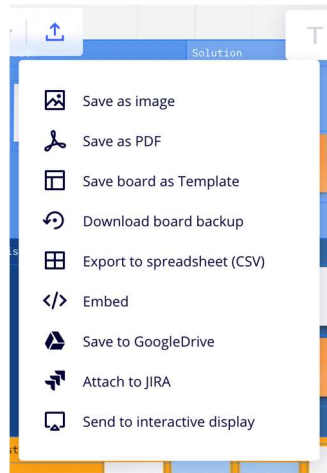 Solution
Save as image
Save as PDF
Save board as Template
Download board backup
Export to spreadsheet (CSV)
Embed
Save to GoogleDrive
Attach to JIRA
Send to interactive display